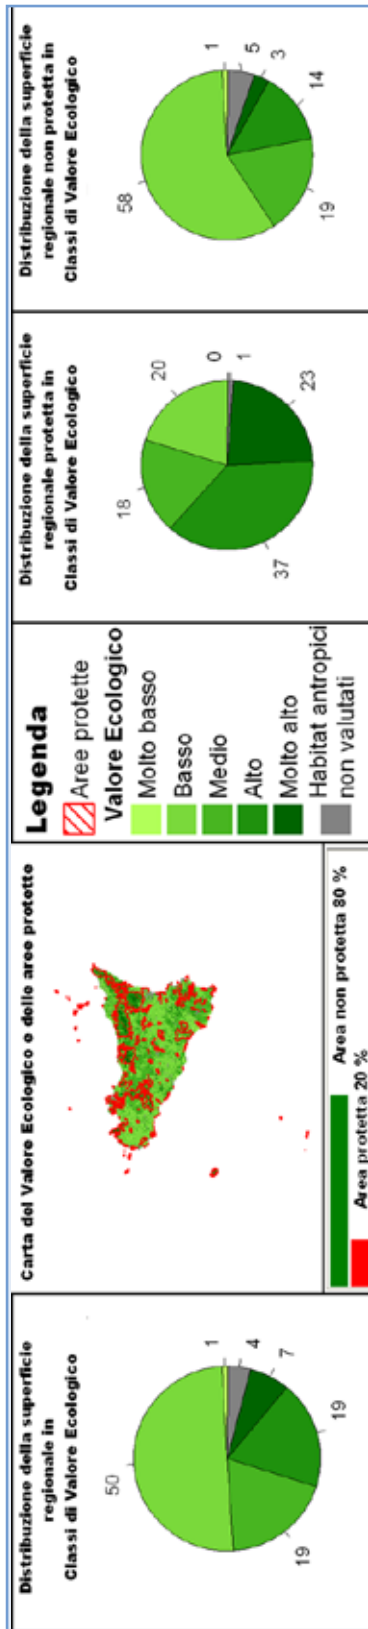 Distribuzione della superficie
regionale in
Classi di Valore Ecologico
50
1
4
7
19
19
Carta del Valore Ecologico e delle aree protette
Area non protetta 80 %
Area protetta 20 %
Legenda
Aree protette
Valore Ecologico
Molto basso
Basso
Medio
Alto
Molto alto
Habitat antropici
non valutati
Distribuzione della superficie
regionale protetta in
Classi di Valore Ecologico
20
0
1
23
37
18
Distribuzione della superficie
regionale non protetta in
Classi di Valore Ecologico
58
1
5
3
14
19